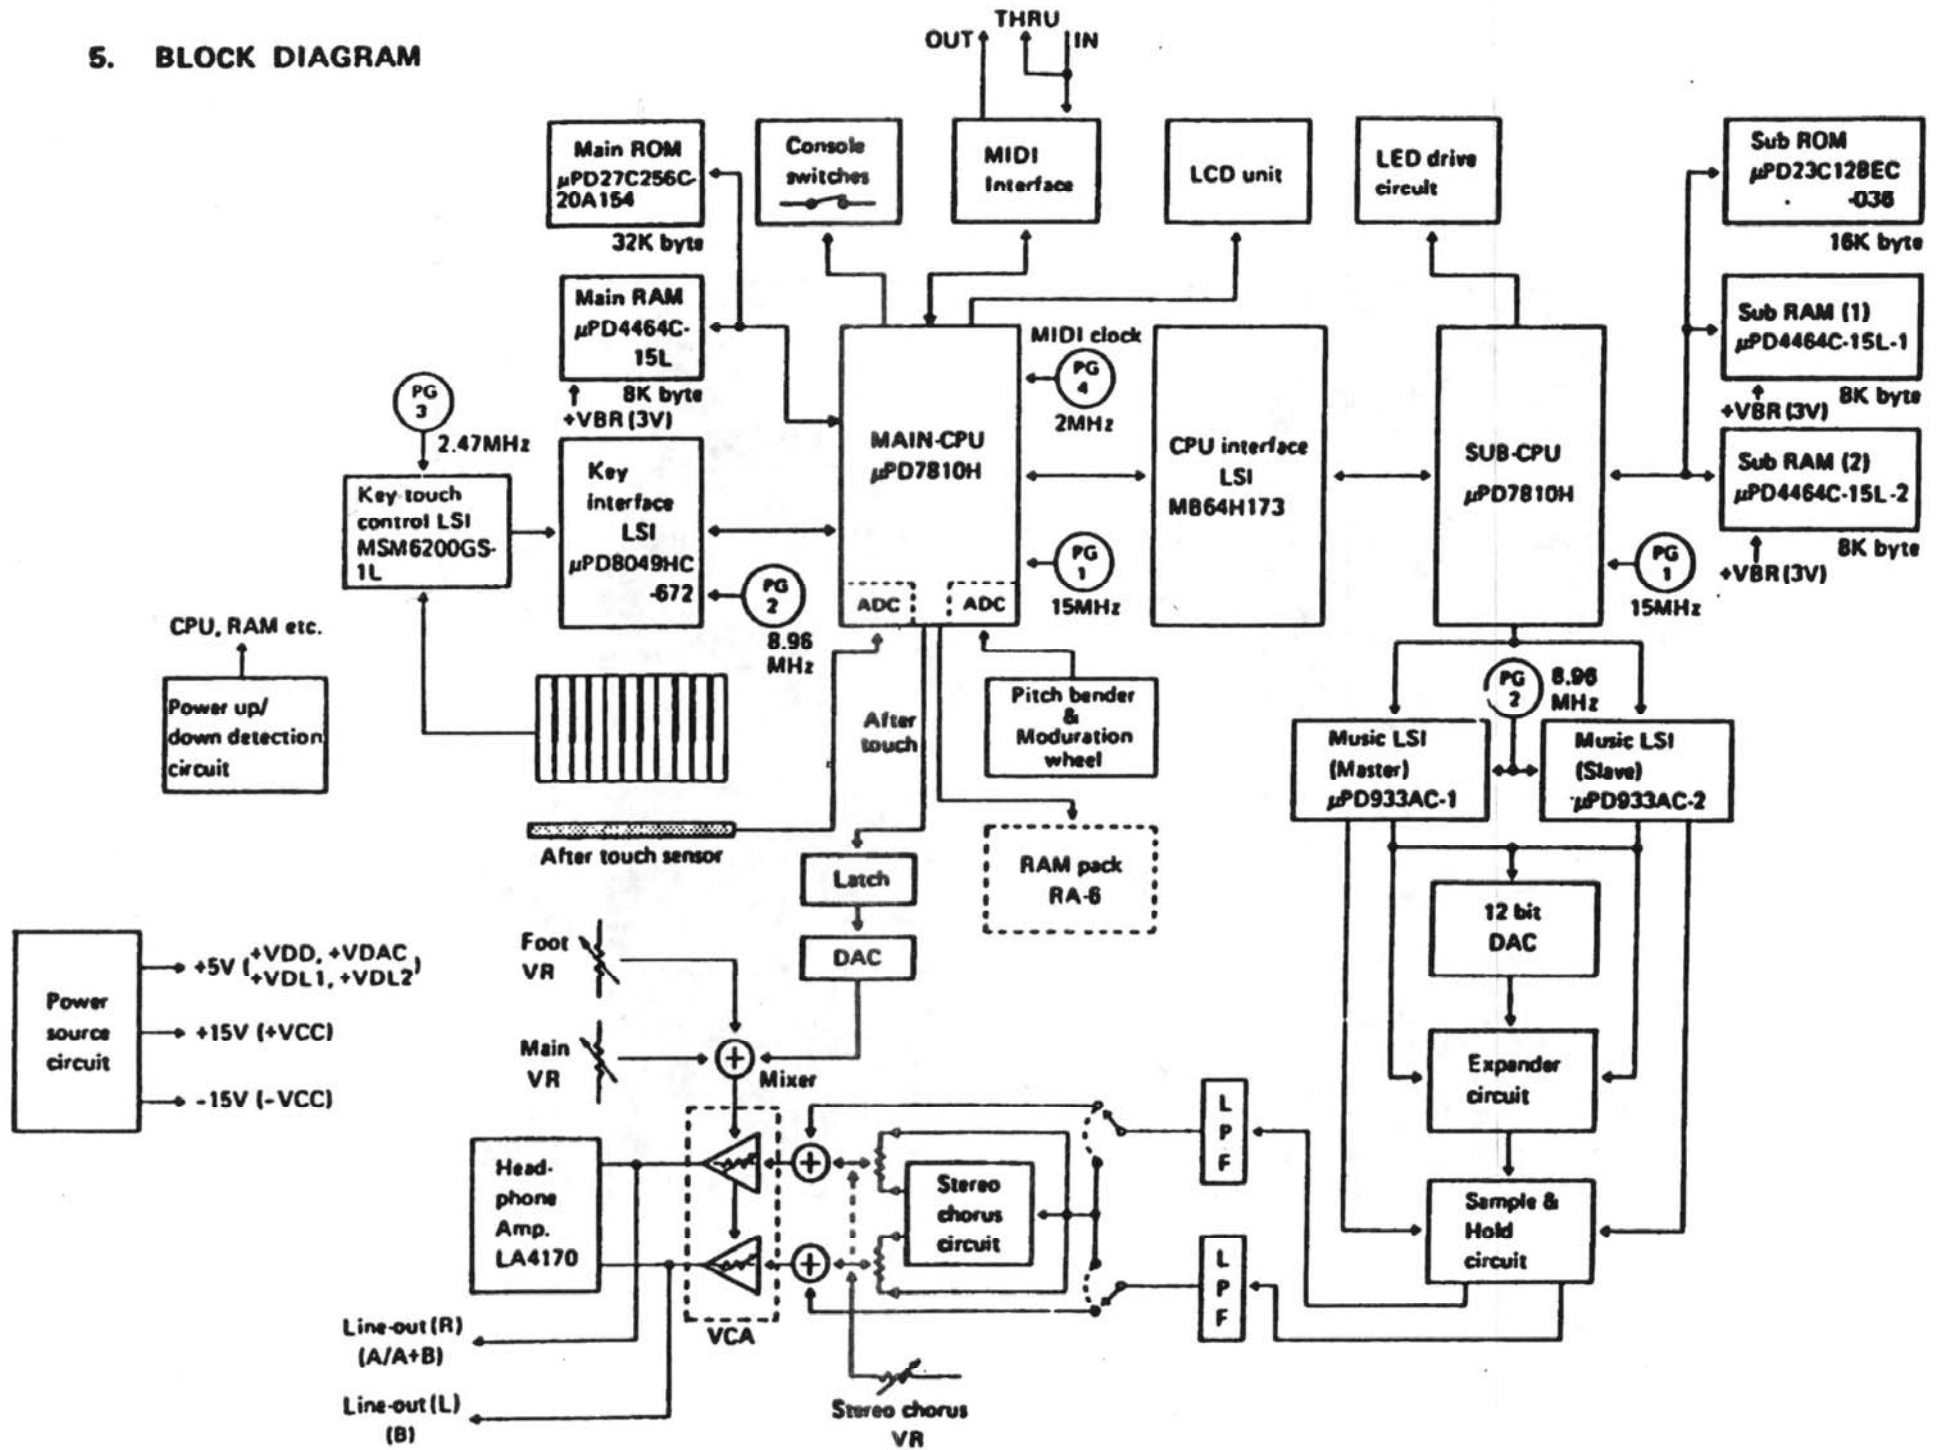 5. BLOCK DIAGRAM
THRU
OUT
IN
Main ROM
μPD27C256C-
20A154
32K byte
Console
switches
MIDI
Interface
LCD unit
LED drive
circuit
Sub ROM
μPD23C128EC
-036
16K byte
Main RAM
μPD4464C-
15L
8K byte
+VBR (3V)
Sub RAM (1)
μPD4464C-15L-1
8K byte
+VBR (3V)
Sub RAM (2)
μPD4464C-15L-2
8K byte
+VBR (3V)
PG
3
2.47MHz
Key touch
control LSI
MSM6200GS-
1L
Key
interface
LSI
μPD8049HC
-672
PG
2
8.96
MHz
MAIN-CPU
μPD7810H
ADC
ADC
MIDI clock
PG
4
2MHz
PG
1
15MHz
CPU interface
LSI
MB64H173
SUB-CPU
μPD7810H
PG
1
15MHz
CPU, RAM etc.
Power up/
down detection
circuit
After
touch
Pitch bender
&
Moduration
wheel
PG
2
8.96
MHz
Music LSI
(Master)
μPD933AC-1
Music LSI
(Slave)
μPD933AC-2
After touch sensor
Latch
DAC
RAM pack
RA-6
12 bit
DAC
Power
source
circuit
+5V (+VDD, +VDAC
+VDL1, +VDL2)
+15V (+VCC)
-15V (-VCC)
Foot
VR
Main
VR
Mixer
Expander
circuit
L
P
F
Head-
phone
Amp.
LA4170
Stereo
chorus
circuit
Sample &
Hold
circuit
L
P
F
VCA
Line-out (R)
(A/A+B)
Line-out (L)
(B)
Stereo chorus
VR